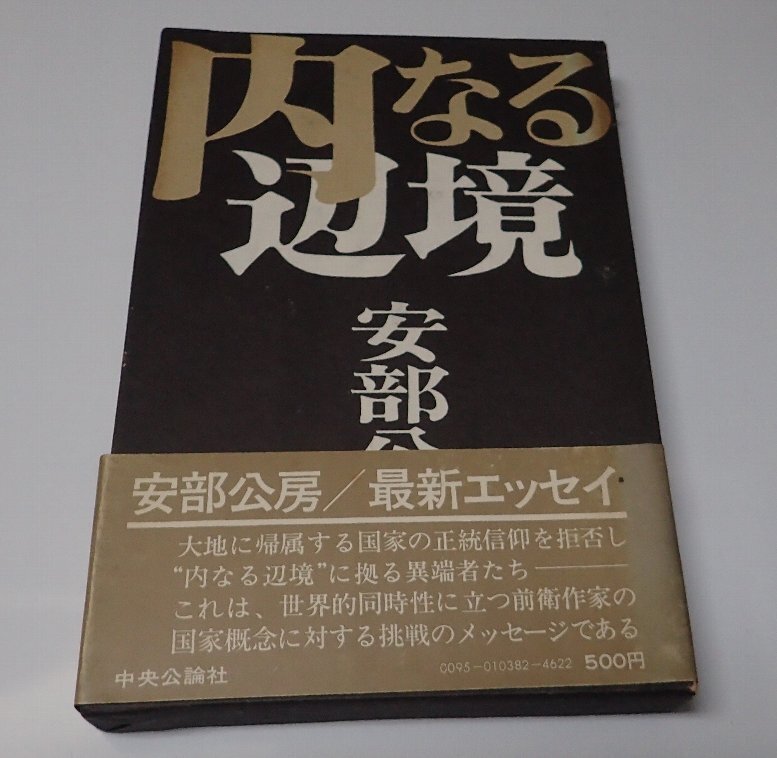 内なる
辺境
安部公
安部公房/最新エッセイ
大地に帰属する国家の正統信仰を拒否し
“内なる辺境”に拠る異端者たち――
これは、世界的同時性に立つ前衛作家の
国家概念に対する挑戦のメッセージである
中央公論社
0095-010382-4622 500円